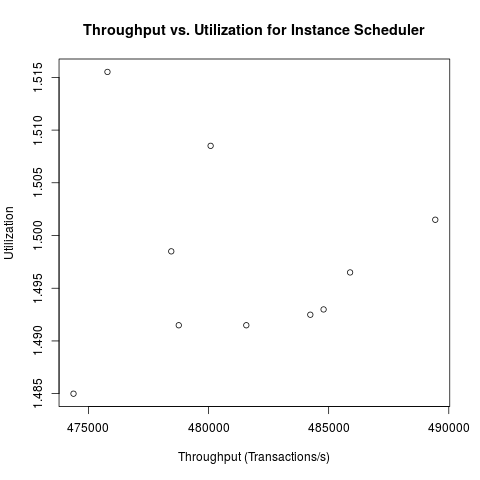 Throughput vs. Utilization for Instance Scheduler
Utilization
1.515
1.510
1.505
1.500
1.495
1.490
1.485
475000 480000 485000 490000
Throughput (Transactions/s)